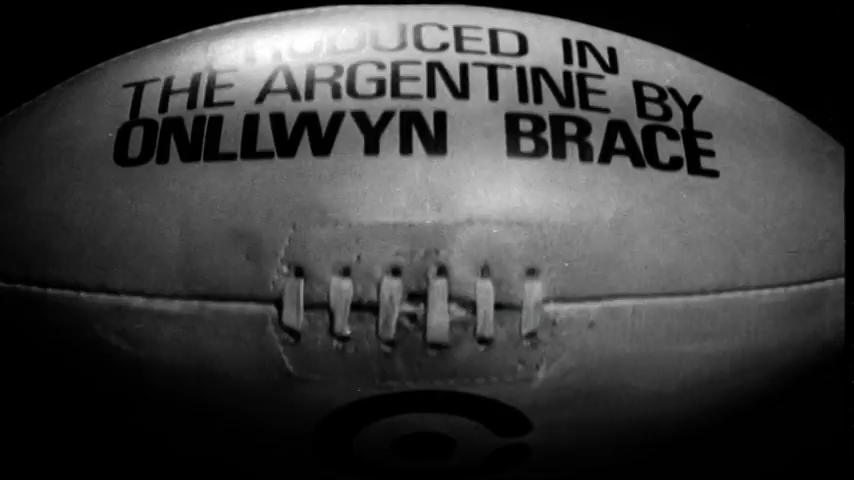 PRODUCED IN
THE ARGENTINE BY
ONLLWYN BRACE